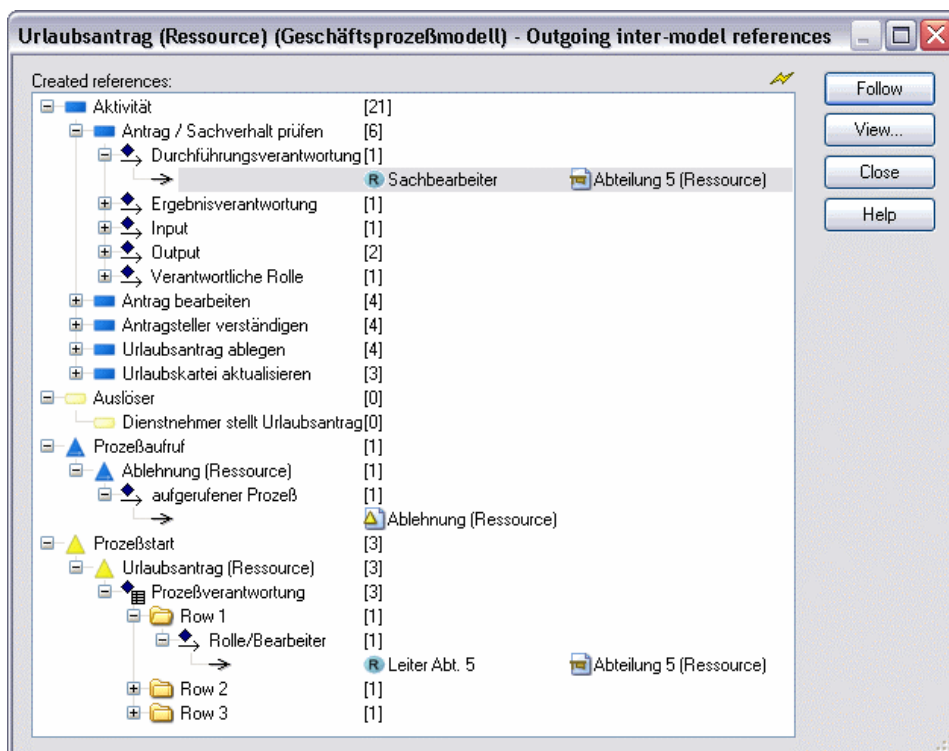 Urlaubsantrag (Ressource) (Geschäftsprozeßmodell) - Outgoing inter-model references
Created references:
Aktivität [21]
Antrag / Sachverhalt prüfen [6]
Durchführungsverantwortung [1]
R Sachbearbeiter Abteilung 5 (Ressource)
Ergebnisverantwortung [1]
Input [1]
Output [2]
Verantwortliche Rolle [1]
Antrag bearbeiten [4]
Antragsteller verständigen [4]
Urlaubsantrag ablegen [4]
Urlaubskartei aktualisieren [3]
Auslöser [0]
Dienstnehmer stellt Urlaubsantrag [0]
Prozeßaufruf [1]
Ablehnung (Ressource) [1]
aufgerufener Prozeß [1]
Ablehnung (Ressource)
Prozeßstart [3]
Urlaubsantrag (Ressource) [3]
Prozeßverantwortung [3]
Row 1 [1]
Rolle/Bearbeiter [1]
R Leiter Abt. 5 Abteilung 5 (Ressource)
Row 2 [1]
Row 3 [1]
Follow
View...
Close
Help